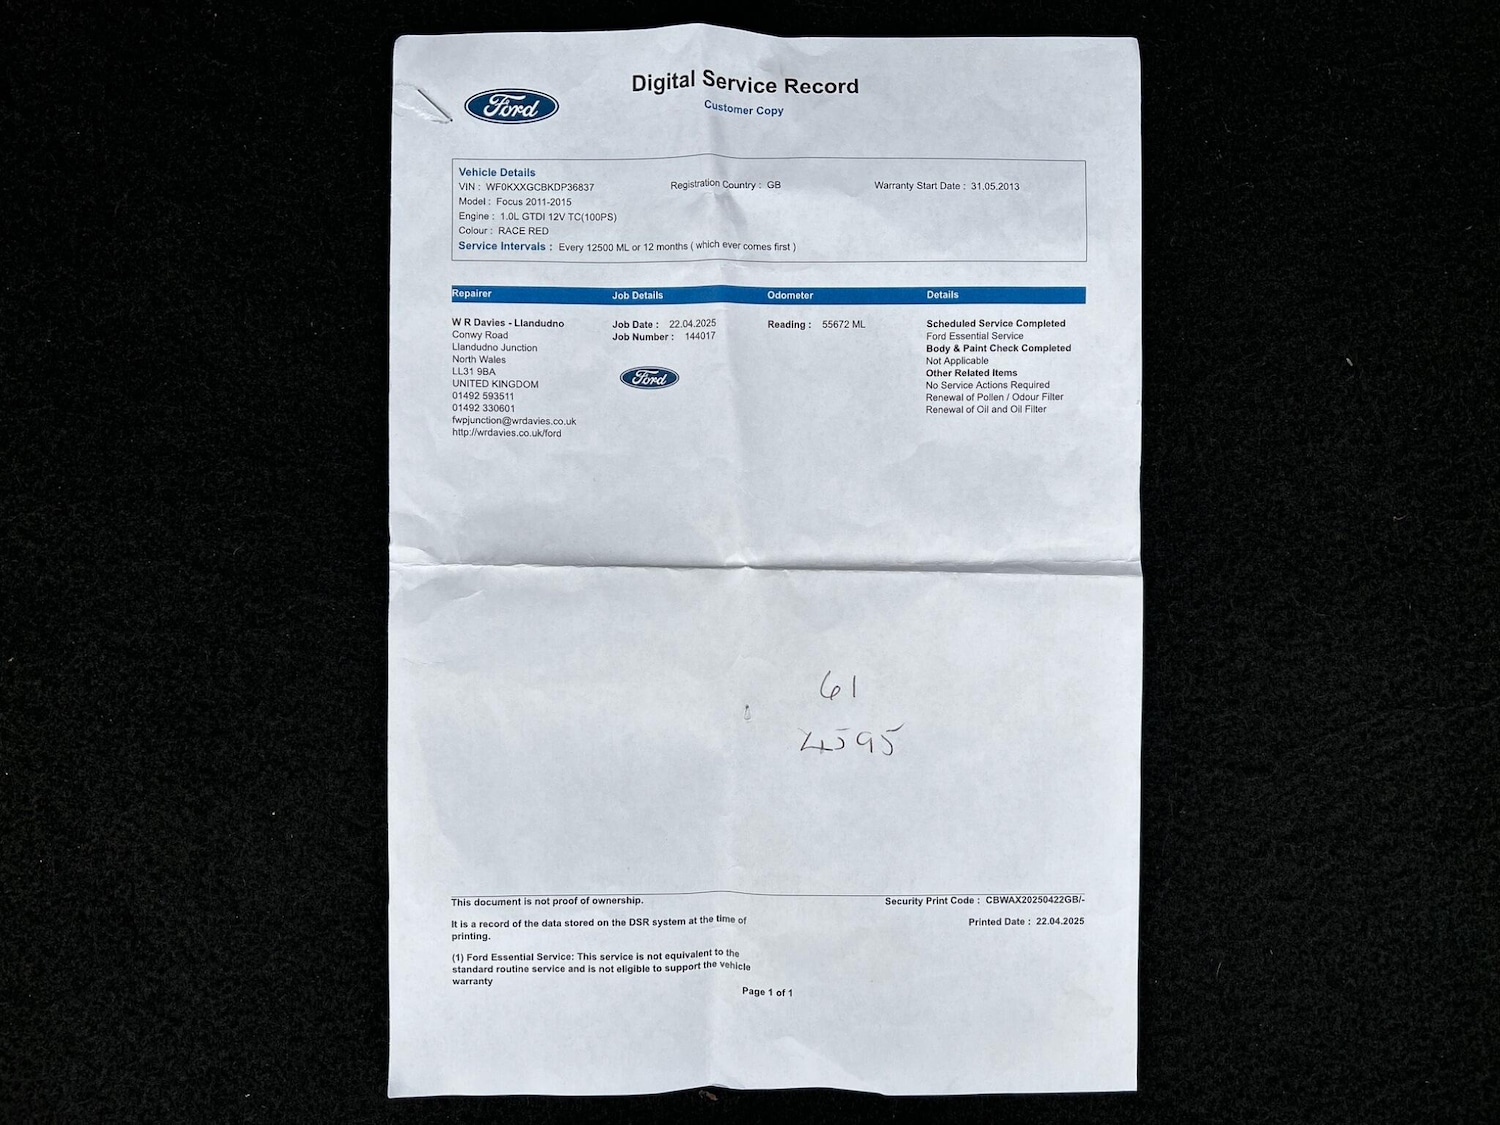 Digital Service Record
Customer Copy
Ford
Vehicle Details
VIN : WF0KXXGCBKDP36837 Registration Country : GB Warranty Start Date : 31.05.2013
Model : Focus 2011-2015
Engine : 1.0L GTDI 12V TC(100PS)
Colour : RACE RED
Service Intervals : Every 12500 ML or 12 months ( which ever comes first )
Repairer Job Details Odometer Details
W R Davies - Llandudno
Conwy Road
Llandudno Junction
North Wales
LL31 9BA
UNITED KINGDOM
01492 593511
01492 330601
fwpjunction@wrdavies.co.uk
http://wrdavies.co.uk/ford
Job Date : 22.04.2025
Job Number : 144017
Ford
Reading : 55672 ML
Scheduled Service Completed
Ford Essential Service
Body & Paint Check Completed
Not Applicable
Other Related Items
No Service Actions Required
Renewal of Pollen / Odour Filter
Renewal of Oil and Oil Filter
61
4595
This document is not proof of ownership.
It is a record of the data stored on the DSR system at the time of
printing.
(1) Ford Essential Service: This service is not equivalent to the
standard routine service and is not eligible to support the vehicle
warranty
Security Print Code : CBWAX20250422GB/-
Printed Date : 22.04.2025
Page 1 of 1